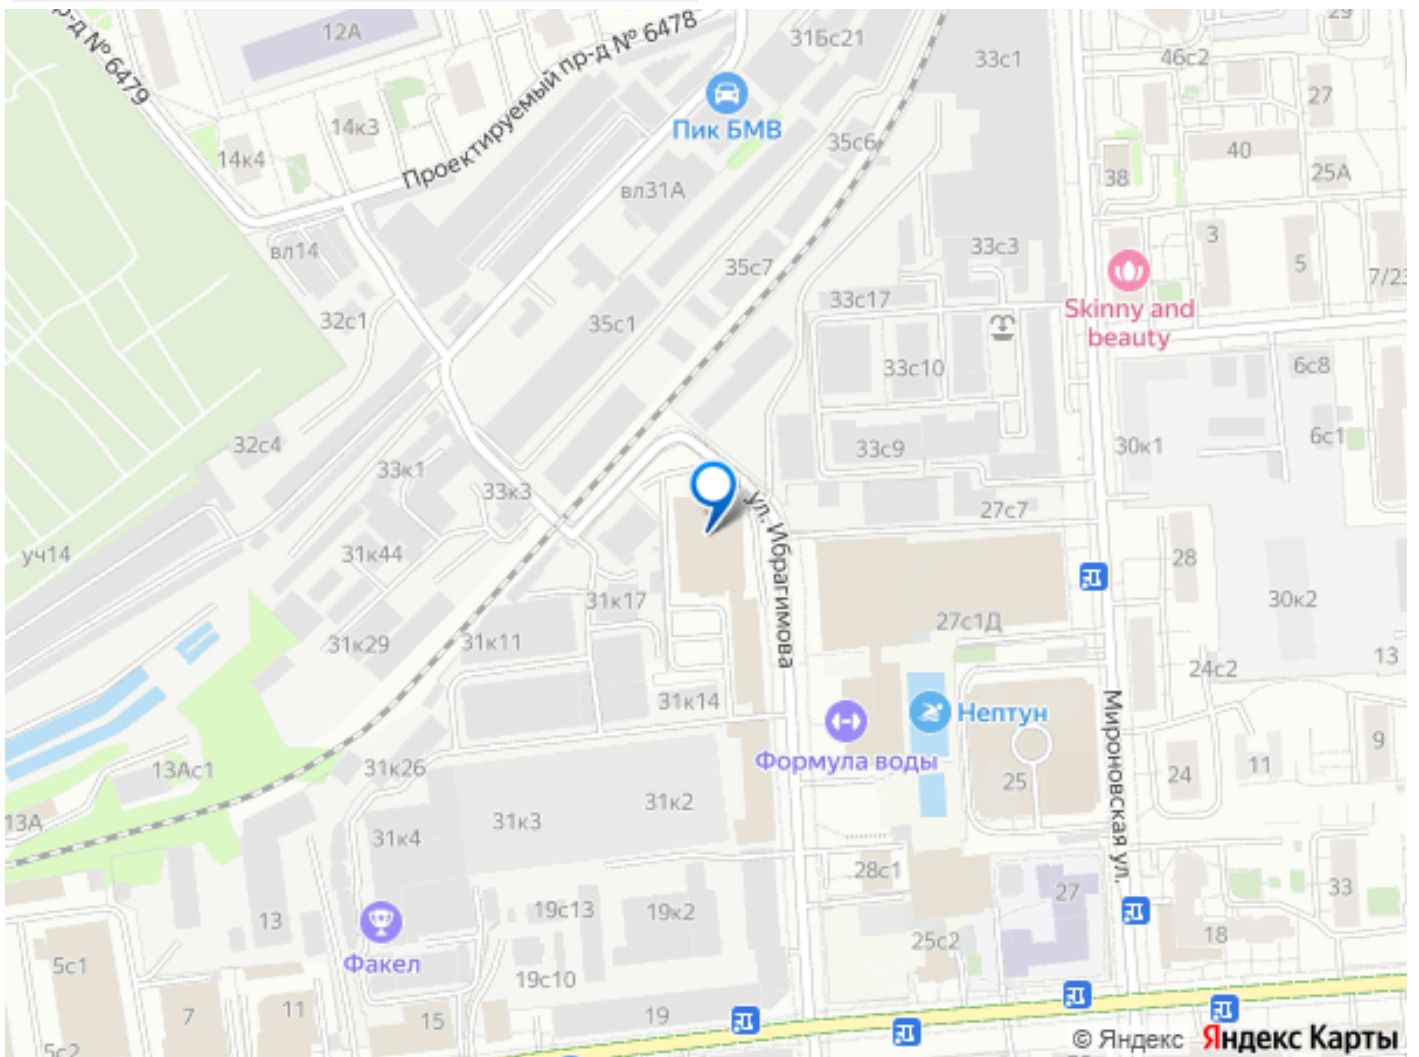 пр-д № 6479
12А
Проектируемый пр-д № 6478
31Бс21
33с1
29
46с2
27
Пик БМВ
14к3
14к4
35с6
40
38
25А
вл31А
вл14
33с3
3
5
7/23
35с7
33с17
32с1
35с1
Skinny and
beauty
33с10
6с8
32с4
33к1
33с9
30к1
6с1
33к3
27с7
уч14
31к44
ул. Ибрагимова
28
31к17
30к2
27с1Д
31к29
31к11
13
24с2
31к14
Нептун
Мироновская ул.
Формула воды
9
13Ас1
31к26
25
24
11
13А
31к4
31к3
31к2
28с1
27
33
13
19с13
19к2
18
Факел
25с2
5с1
19с10
7
11
15
19
5с2
© Яндекс Яндекс Карты